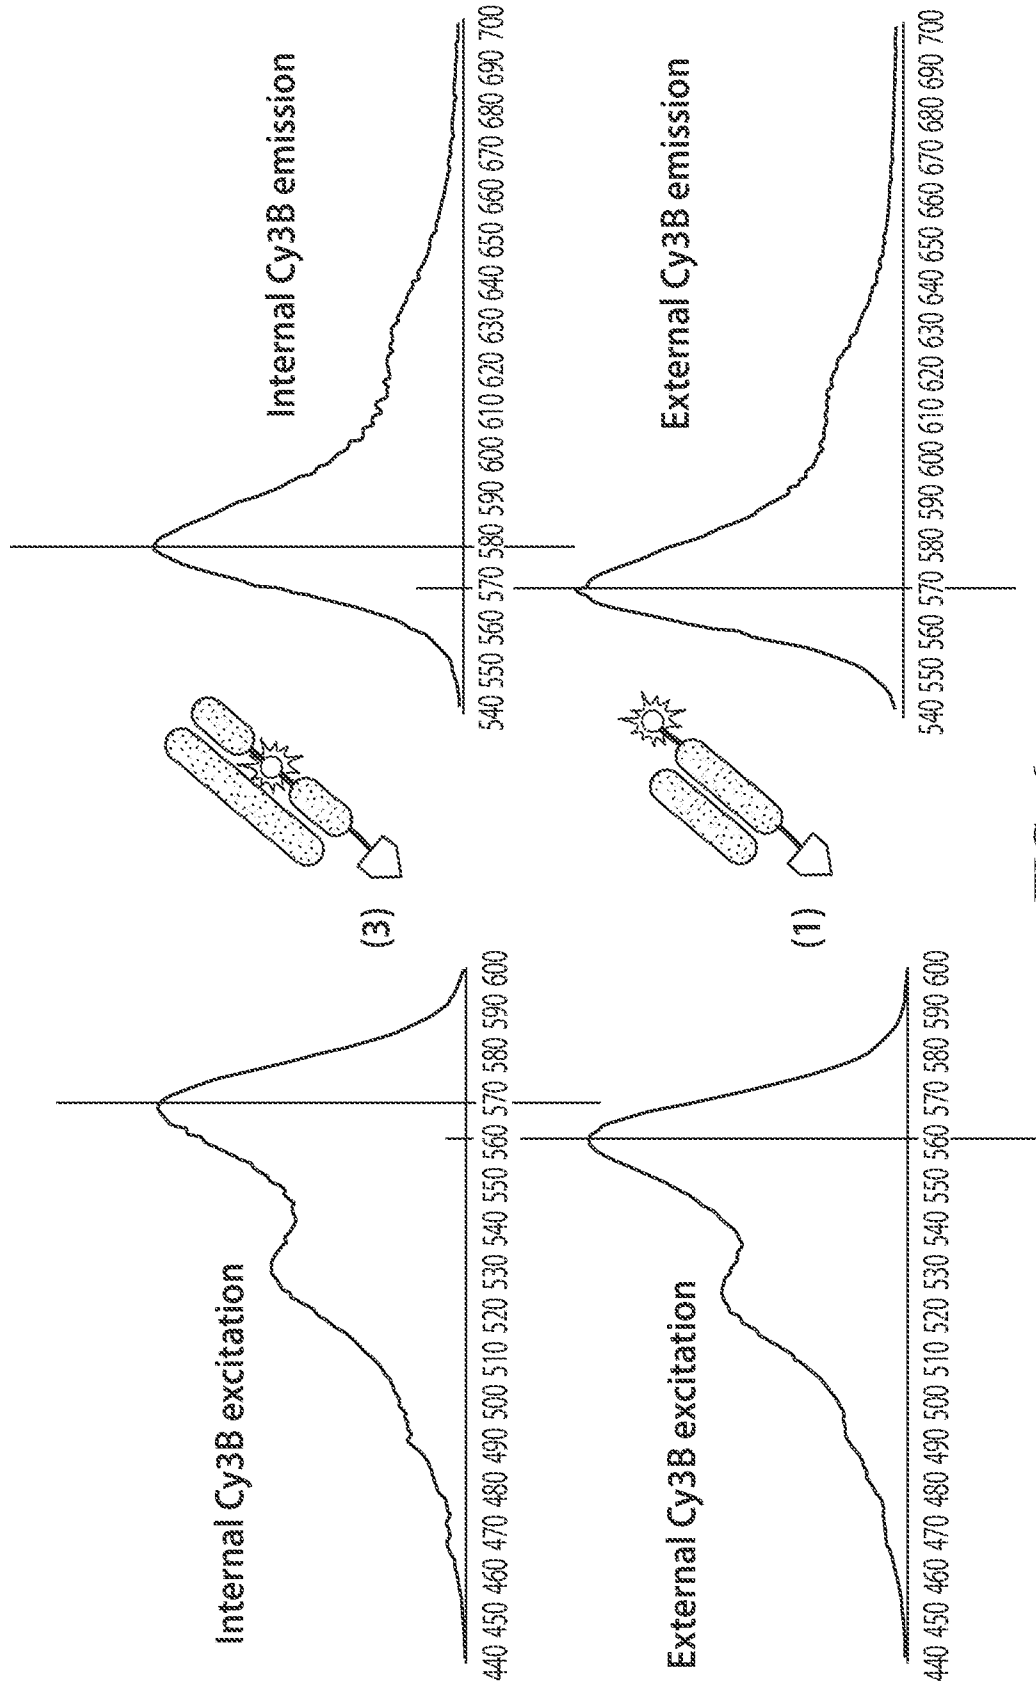 Internal Cy3B excitation
440 450 460 470 480 490 500 510 520 530 540 550 560 570 580 590 600
(3)
Internal Cy3B emission
540 550 560 570 580 590 600 610 620 630 640 650 660 670 680 690 700
External Cy3B excitation
440 450 460 470 480 490 500 510 520 530 540 550 560 570 580 590 600
(1)
External Cy3B emission
540 550 560 570 580 590 600 610 620 630 640 650 660 670 680 690 700